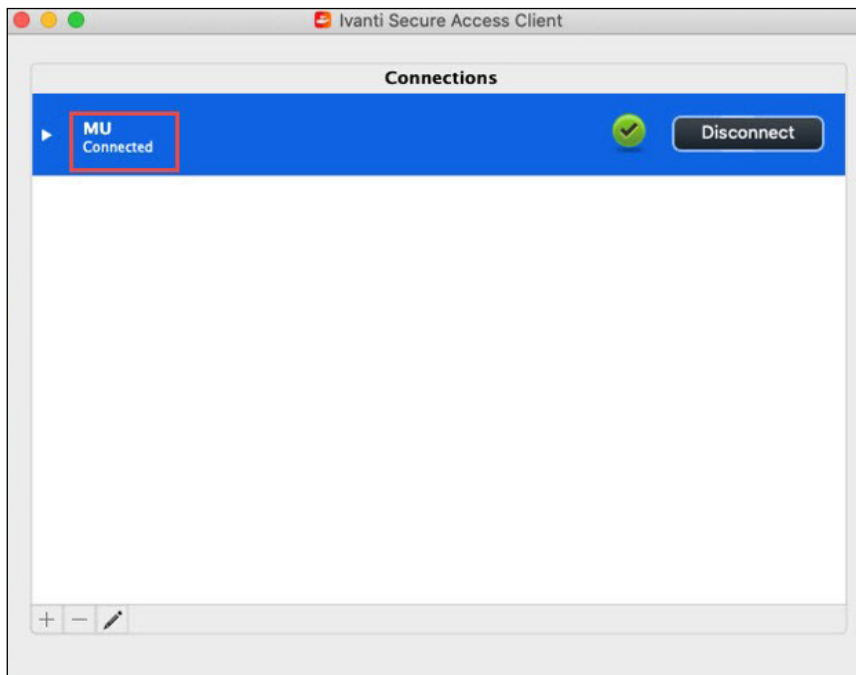 Ivanti Secure Access Client
Connections
MU
Connected
Disconnect